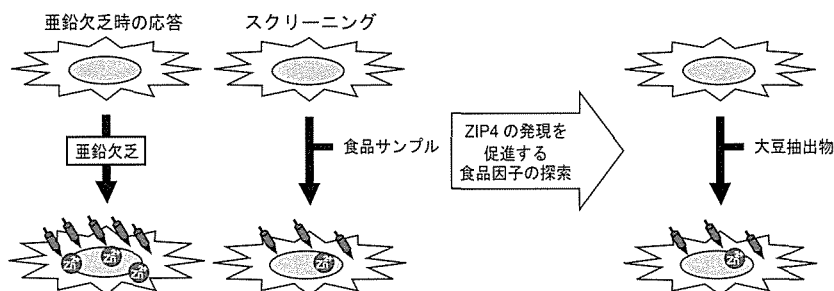 亜鉛欠乏時の応答
スクリーニング
亜鉛欠乏
食品サンプル
ZIP4 の発現を
促進する
食品因子の探索
大豆抽出物